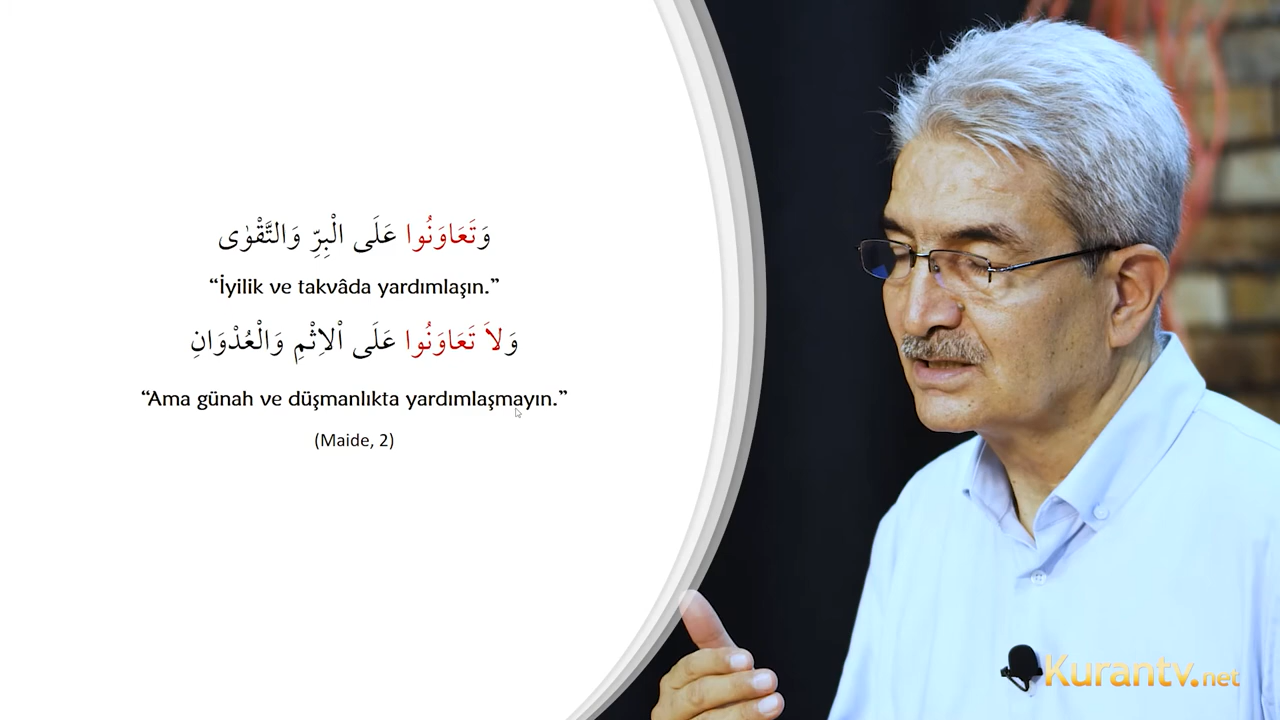 وَتَعَاوَنُوا عَلَى الْبِرِّ وَالتَّقْوٰى
“İyilik ve takvâda yardımlaşın.”
وَلاَ تَعَاوَنُوا عَلَى اْلاِثْمِ وَالْعُدْوَانِ
“Ama günah ve düşmanlıkta yardımlaşmayın.”
(Maide, 2)
Kurantv.net